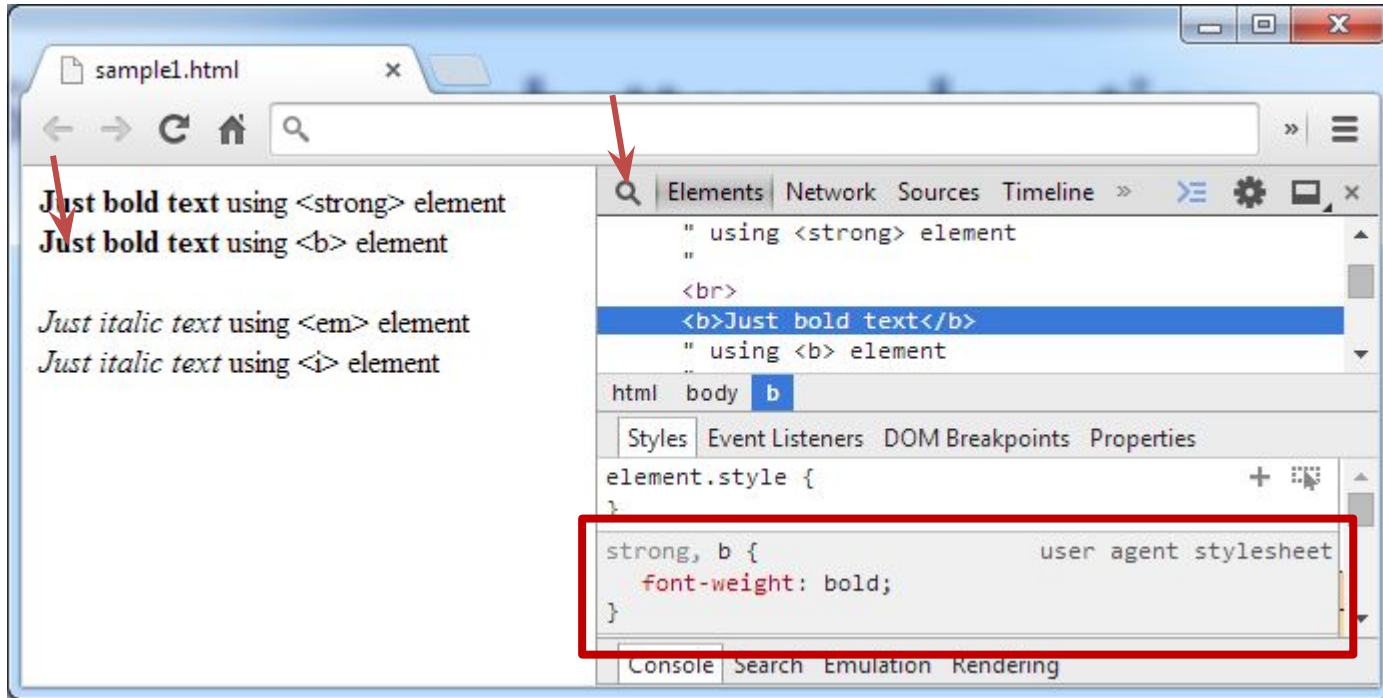 sample1.html
Just bold text using <strong> element
Just bold text using <b> element
Just italic text using <em> element
Just italic text using <i> element
Elements Network Sources Timeline »
" using <strong> element
"
<br>
<b>Just bold text</b>
" using <b> element
html body b
Styles Event Listeners DOM Breakpoints Properties
element.style {
}
strong, b { user agent stylesheet
font-weight: bold;
}
Console Search Emulation Rendering